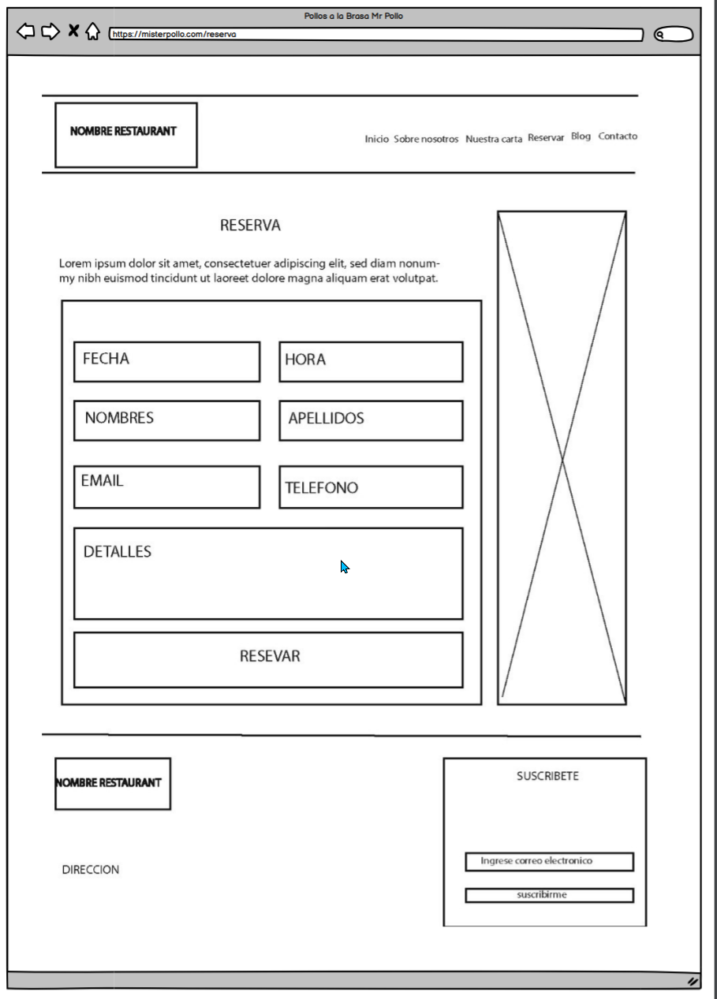 Pollos a la Brasa Mr Pollo
https://misterpollo.com/reserva
NOMBRE RESTAURANT
Inicio Sobre nosotros Nuestra carta Reservar Blog Contacto
RESERVA
Lorem ipsum dolor sit amet, consectetuer adipiscing elit, sed diam nonum-
my nibh euismod tincidunt ut laoreet dolore magna aliquam erat volutpat.
FECHA
HORA
NOMBRES
APELLIDOS
EMAIL
TELEFONO
DETALLES
RESEVAR
NOMBRE RESTAURANT
DIRECCION
SUSCRIBETE
Ingrese correo electronico
suscribirme